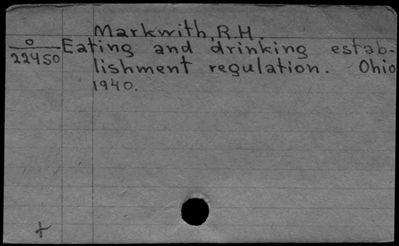 Markwith, R.H.
0
22450
Eating and drinking estab-
lishment regulation. Ohio
1940.
+